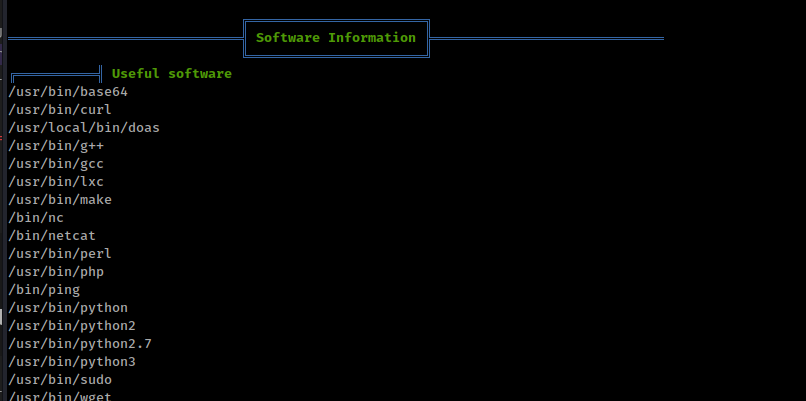 Software Information
Useful software
/usr/bin/base64
/usr/bin/curl
/usr/local/bin/doas
/usr/bin/g++
/usr/bin/gcc
/usr/bin/lxc
/usr/bin/make
/bin/nc
/bin/netcat
/usr/bin/perl
/usr/bin/php
/bin/ping
/usr/bin/python
/usr/bin/python2
/usr/bin/python2.7
/usr/bin/python3
/usr/bin/sudo
/usr/bin/wget